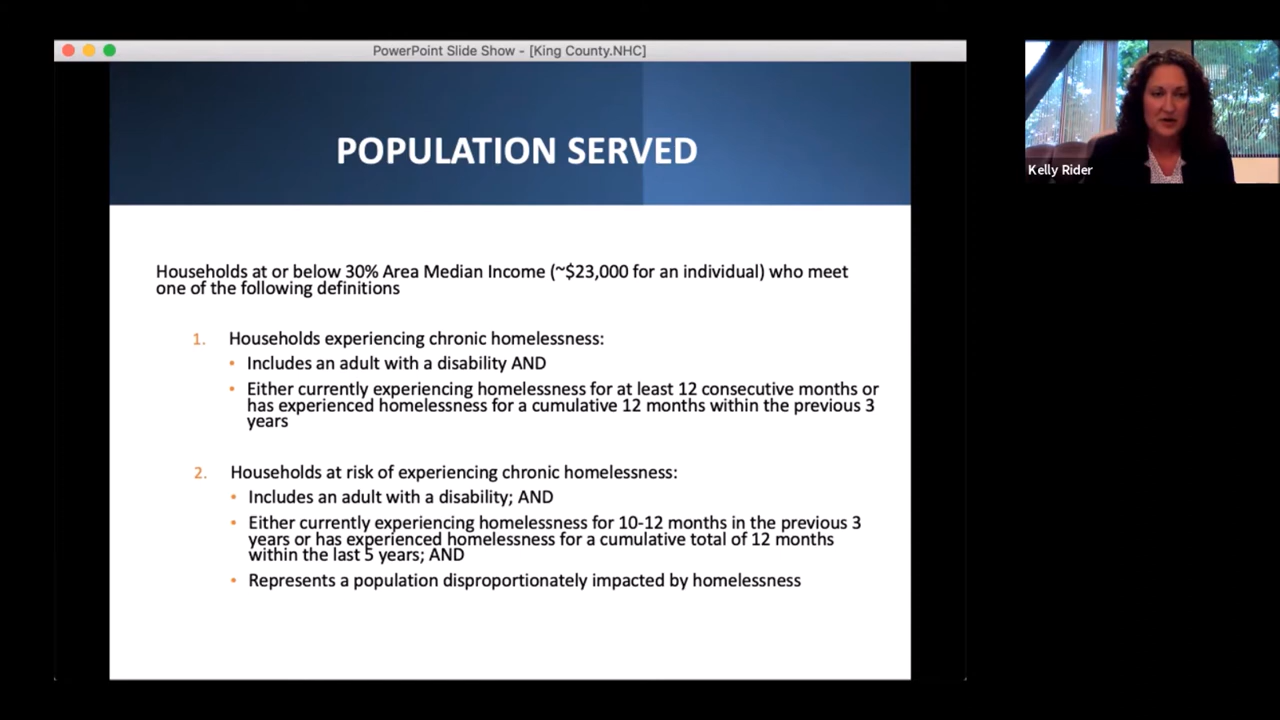 PowerPoint Slide Show - [King County.NHC]
POPULATION SERVED
Kelly Rider
Households at or below 30% Area Median Income (~$23,000 for an individual) who meet
one of the following definitions
1. Households experiencing chronic homelessness:
• Includes an adult with a disability AND
• Either currently experiencing homelessness for at least 12 consecutive months or
has experienced homelessness for a cumulative 12 months within the previous 3
years
2. Households at risk of experiencing chronic homelessness:
• Includes an adult with a disability; AND
• Either currently experiencing homelessness for 10-12 months in the previous 3
years or has experienced homelessness for a cumulative total of 12 months
within the last 5 years; AND
• Represents a population disproportionately impacted by homelessness